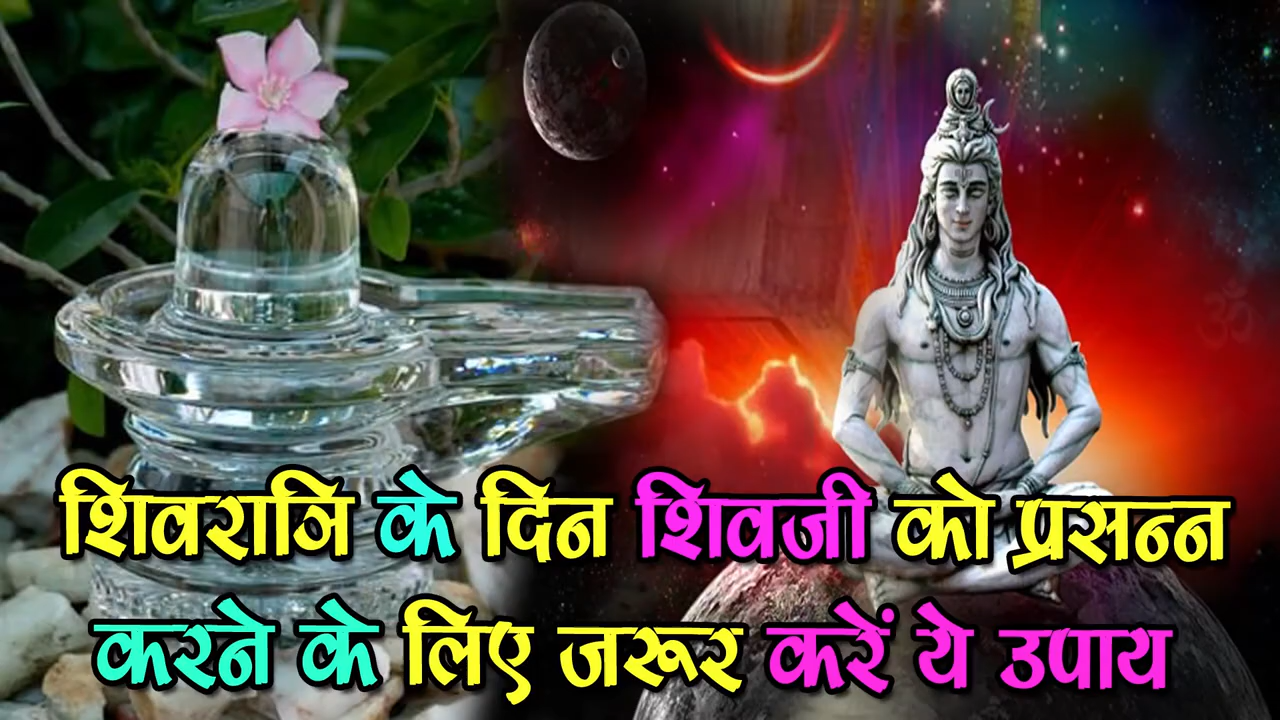 शिवरात्रि के दिन शिवजी को प्रसन्न
करने के लिए जरूर करें ये उपाय
ॐ